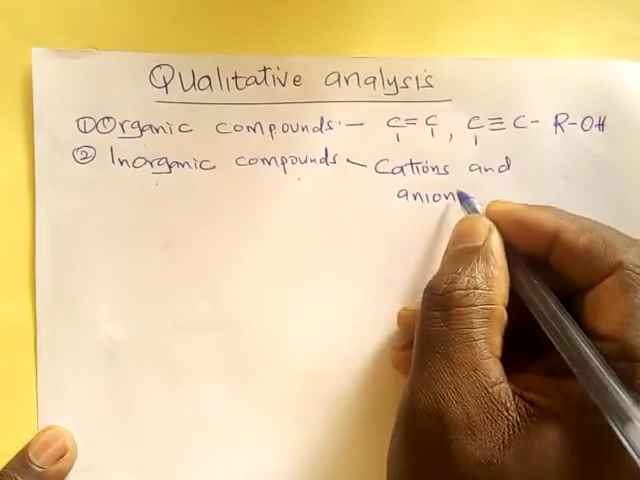 Qualitative analysis
① Organic compounds:- C=C, C≡C- R-OH
② Inorganic compounds - Cations and
anion